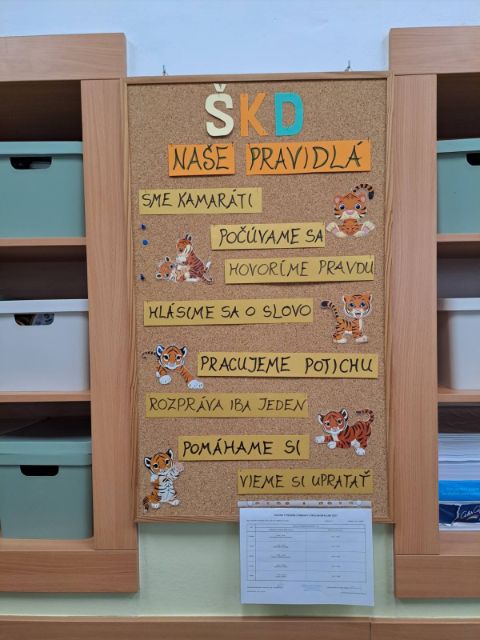 ŠKD
NAŠE PRAVIDLÁ
SME KAMARÁTI
POČÚVAME SA
HOVORÍME PRAVDU
HLÁSIME SA O SLOVO
PRACUJEME POTICHU
ROZPRÁVA IBA JEDEN
POMÁHAME SI
VIEME SI UPRATAŤ